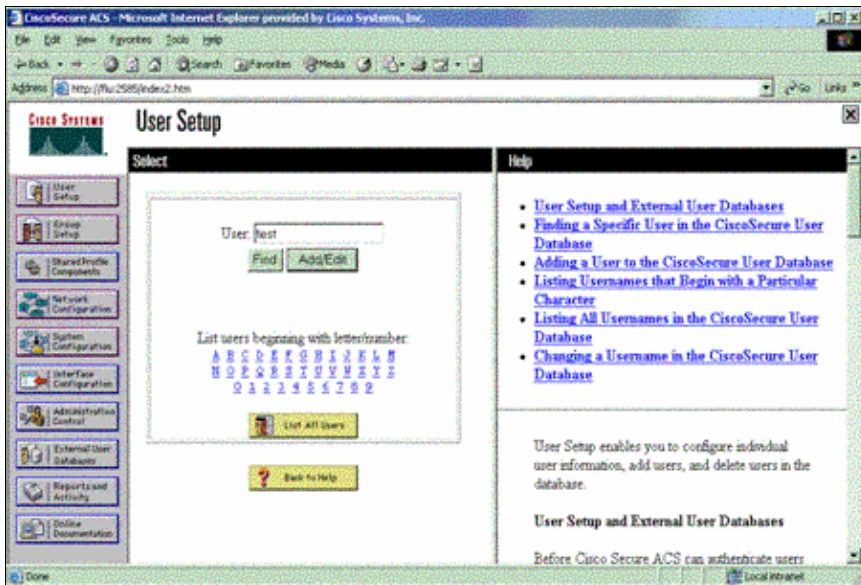 CiscoSecure ACS - Microsoft Internet Explorer provided by Cisco Systems, Inc.
File Edit View Favorites Tools Help
Back Search Favorites Media
Address http://flu:2585/index2.htm Go Links »
CISCO SYSTEMS
User Setup
Select
User Setup
Group Setup
Shared Profile Components
Network Configuration
System Configuration
Interface Configuration
Administration Control
External User Databases
Reports and Activity
Online Documentation
User: test
Find Add/Edit
List users beginning with letter/number:
A B C D E F G H I J K L M
N O P Q R S T U V W X Y Z
0 1 2 3 4 5 6 7 8 9
List All Users
Back to Help
Help
User Setup and External User Databases
Finding a Specific User in the CiscoSecure User
Database
Adding a User to the CiscoSecure User Database
Listing Usernames that Begin with a Particular
Character
Listing All Usernames in the CiscoSecure User
Database
Changing a Username in the CiscoSecure User
Database
User Setup enables you to configure individual
user information, add users, and delete users in the
database.
User Setup and External User Databases
Before Cisco Secure ACS can authenticate users
Done
Local intranet